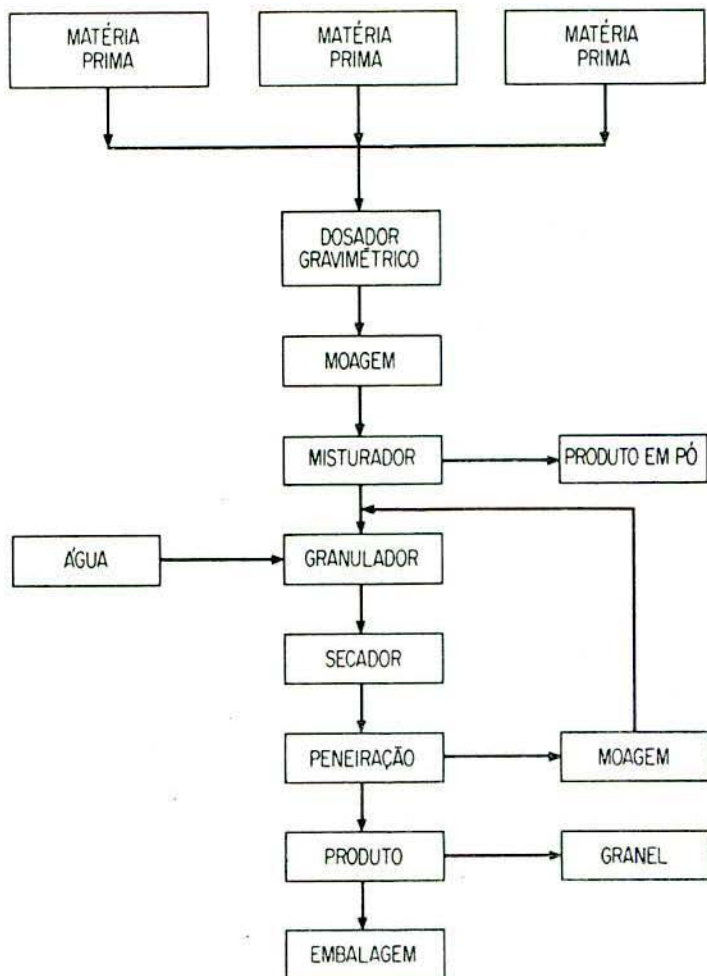 MATÉRIA
PRIMA
MATÉRIA
PRIMA
MATÉRIA
PRIMA
DOSADOR
GRAVIMÉTRICO
MOAGEM
MISTURADOR
PRODUTO EM PÓ
ÁGUA
GRANULADOR
SECADOR
PENEIRAÇÃO
MOAGEM
PRODUTO
GRANEL
EMBALAGEM